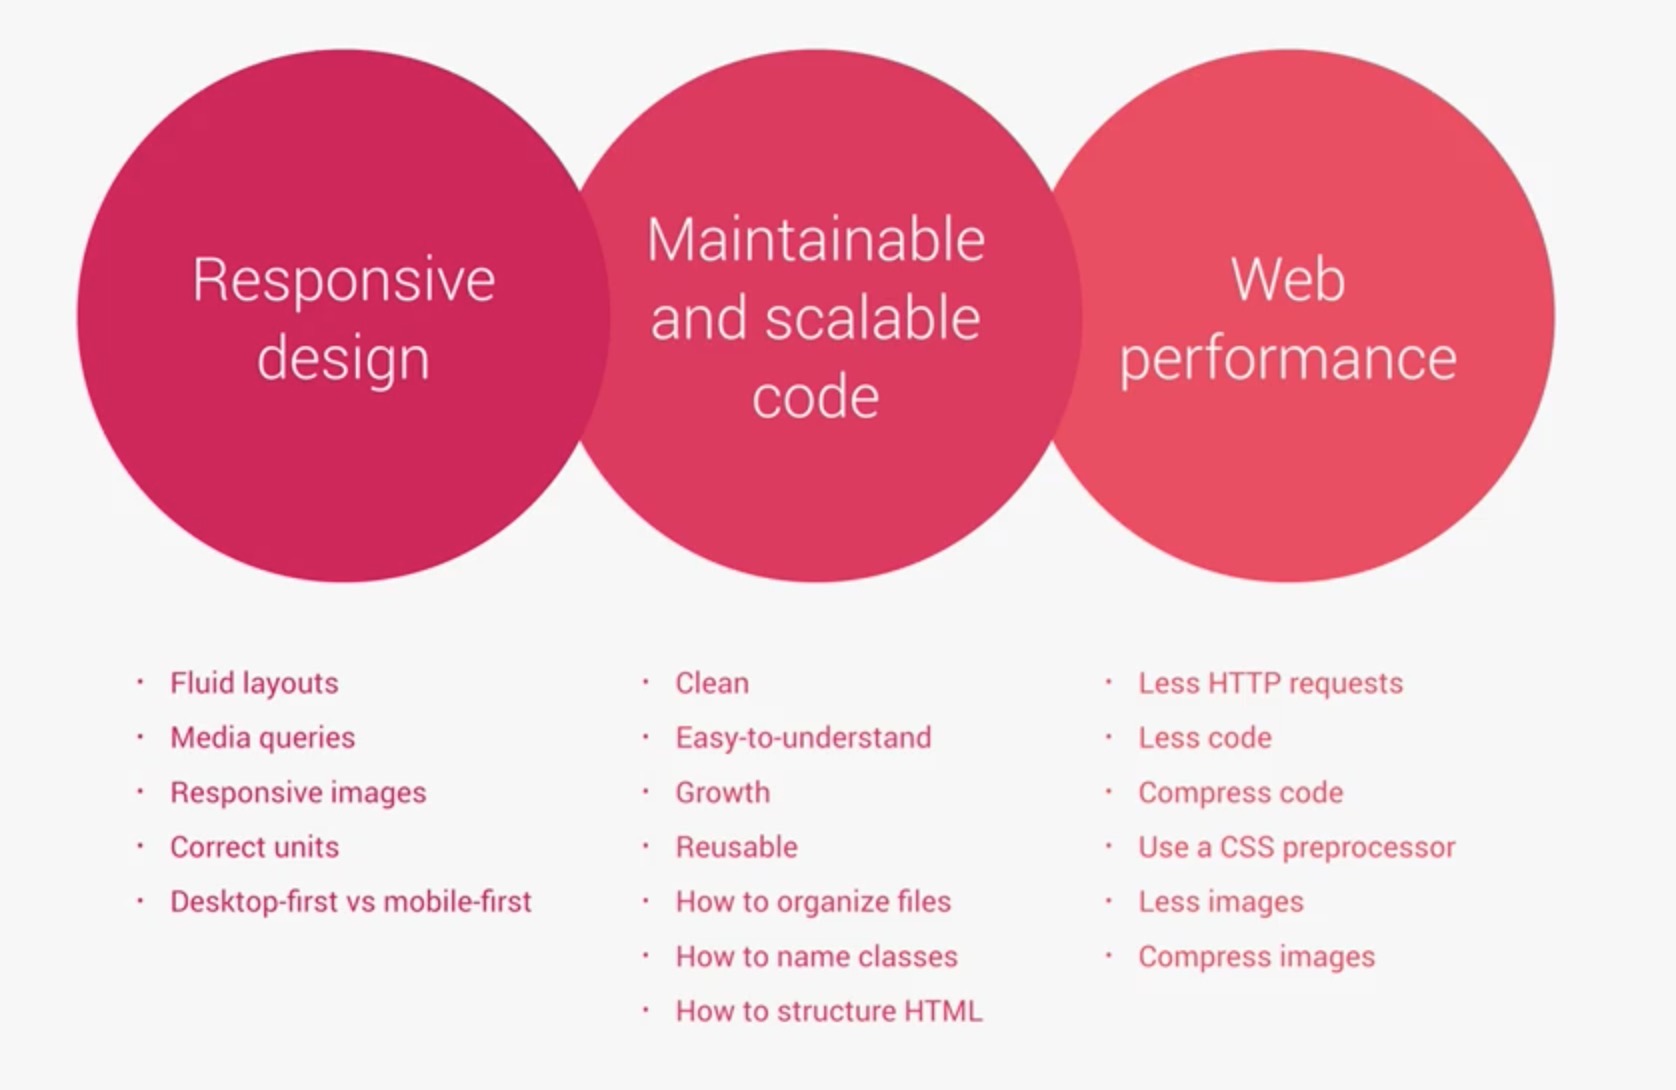 Responsive
design
Maintainable
and scalable
code
Web
performance
· Fluid layouts
· Media queries
· Responsive images
· Correct units
· Desktop-first vs mobile-first
· Clean
· Easy-to-understand
· Growth
· Reusable
· How to organize files
· How to name classes
· How to structure HTML
· Less HTTP requests
· Less code
· Compress code
· Use a CSS preprocessor
· Less images
· Compress images